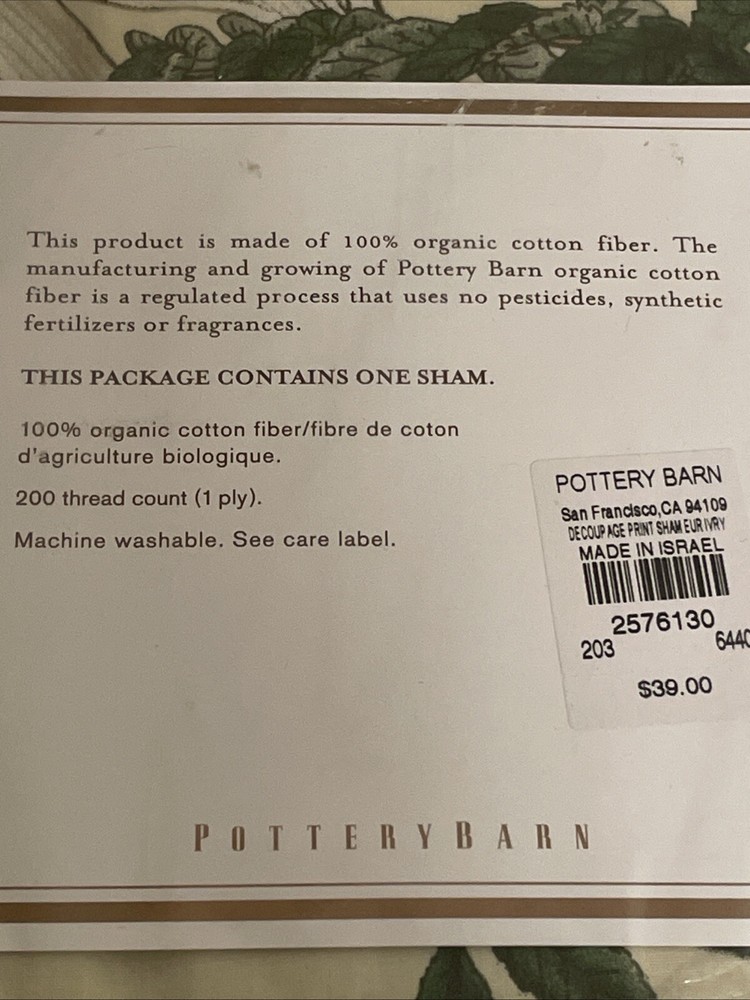 This product is made of 100% organic cotton fiber. The
manufacturing and growing of Pottery Barn organic cotton
fiber is a regulated process that uses no pesticides, synthetic
fertilizers or fragrances.
THIS PACKAGE CONTAINS ONE SHAM.
100% organic cotton fiber/fibre de coton
d'agriculture biologique.
200 thread count (1 ply).
Machine washable. See care label.
POTTERY BARN
San Francisco,CA 94109
DECOUPAGE PRINT SHAM EUR IVRY
MADE IN ISRAEL
2576130
203 6440
$39.00
POTTERYBARN